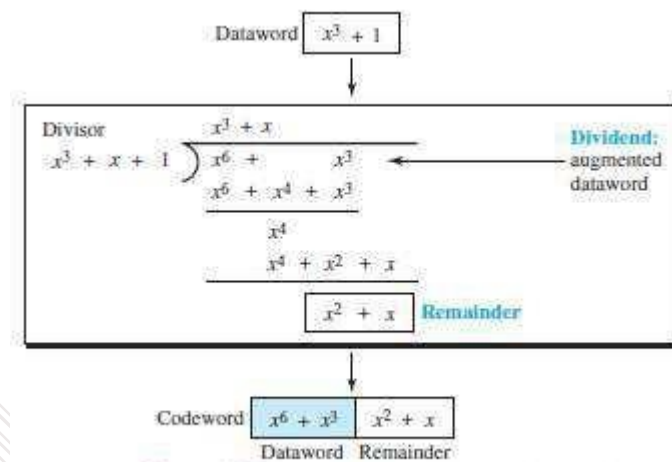 Dataword x³ + 1
Divisor
x³ + x
x³ + x + 1
x⁶ + x³
Dividend:
augmented
dataword
x⁶ + x⁴ + x³
x⁴
x⁴ + x² + x
x² + x Remainder
Codeword x⁶ + x³ x² + x
Dataword Remainder